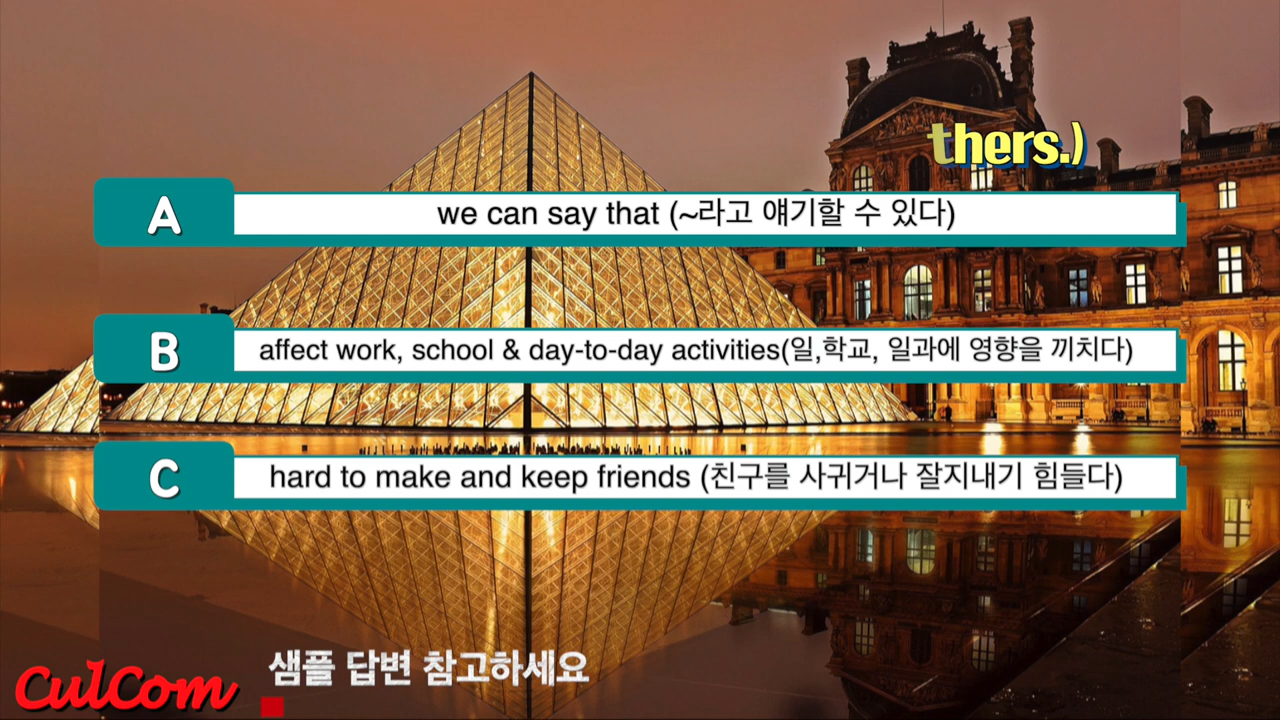 thers.)
A
we can say that (~라고 얘기할 수 있다)
B
affect work, school & day-to-day activities(일,학교, 일과에 영향을 끼치다)
C
hard to make and keep friends (친구를 사귀거나 잘지내기 힘들다)
샘플 답변 참고하세요
CulCom